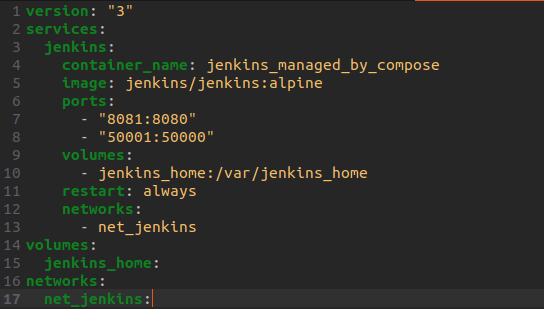 1 version: "3"
2 services:
3   jenkins:
4     container_name: jenkins_managed_by_compose
5     image: jenkins/jenkins:alpine
6     ports:
7       - "8081:8080"
8       - "50001:50000"
9     volumes:
10       - jenkins_home:/var/jenkins_home
11     restart: always
12     networks:
13       - net_jenkins
14 volumes:
15   jenkins_home:
16 networks:
17   net_jenkins: